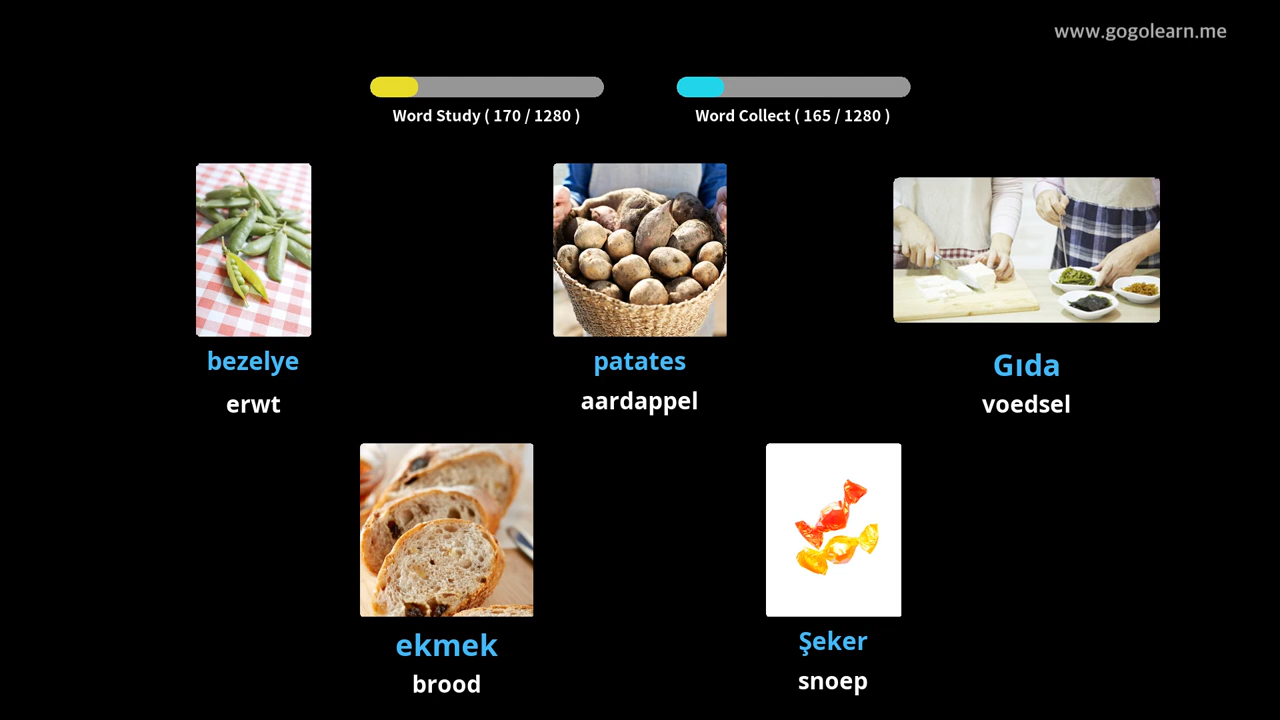 www.gogolearn.me
Word Study ( 170 / 1280 )
Word Collect ( 165 / 1280 )
bezelye
erwt
patates
aardappel
Gıda
voedsel
ekmek
brood
Şeker
snoep